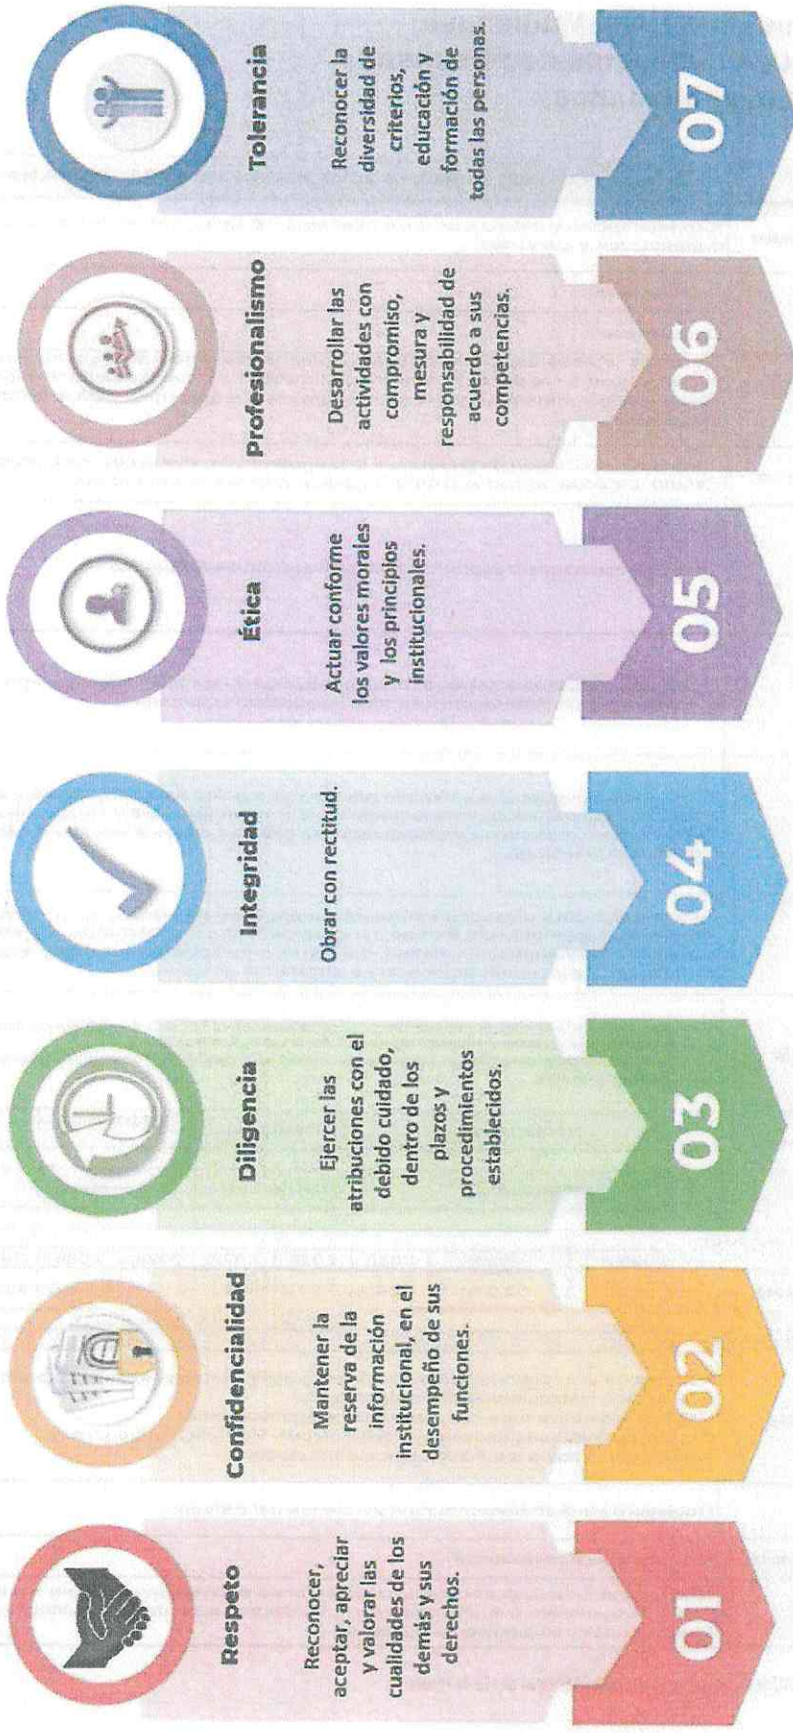 Respeto
Reconocer,
aceptar, apreciar
y valorar las
cualidades de los
demás y sus
derechos.
01
Confidencialidad
Mantener la
reserva de la
información
institucional, en el
desempeño de sus
funciones.
02
Diligencia
Ejercer las
atribuciones con el
debido cuidado,
dentro de los
plazos y
procedimientos
establecidos.
03
Integridad
Obrar con rectitud.
04
Ética
Actuar conforme
los valores morales
y los principios
institucionales.
05
Profesionalismo
Desarrollar las
actividades con
compromiso,
mesura y
responsabilidad de
acuerdo a sus
competencias.
06
Tolerancia
Reconocer la
diversidad de
criterios,
educación y
formación de
todas las personas.
07